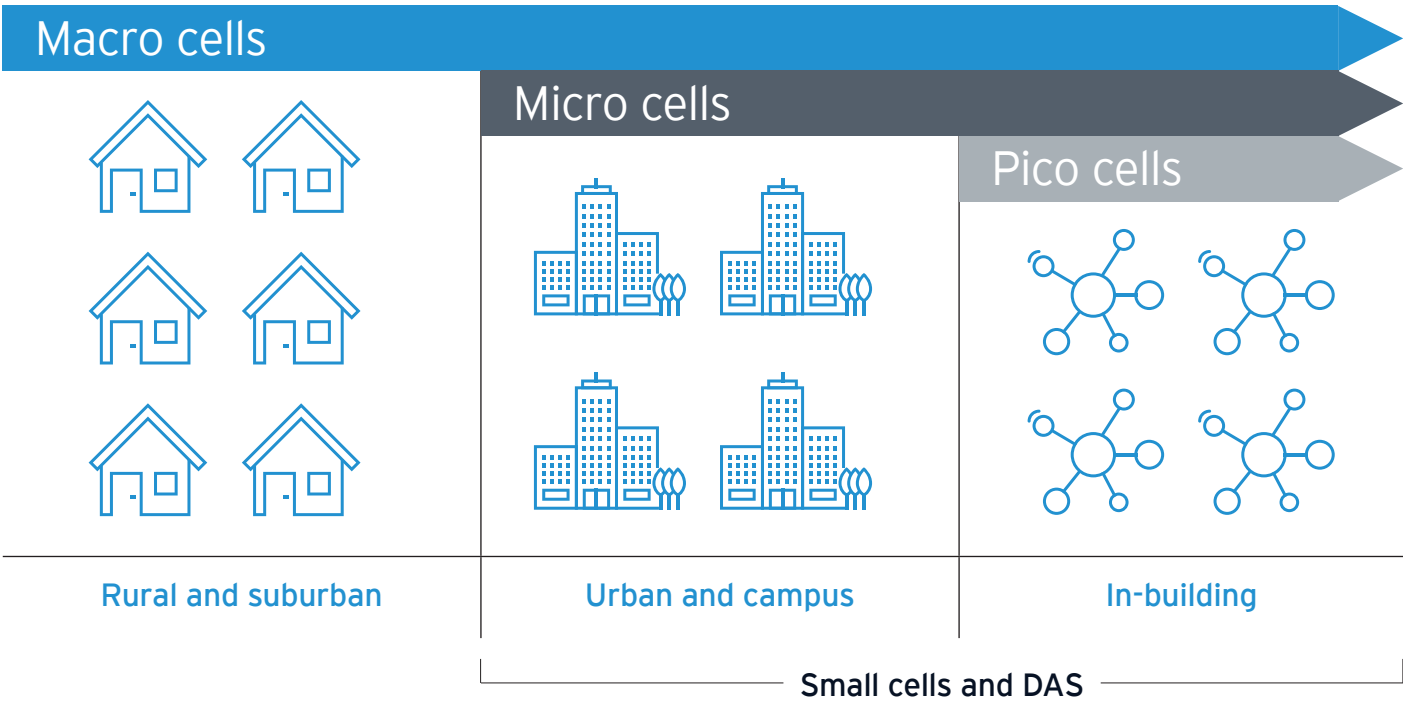 Macro cells
Micro cells
Pico cells
Rural and suburban
Urban and campus
In-building
Small cells and DAS